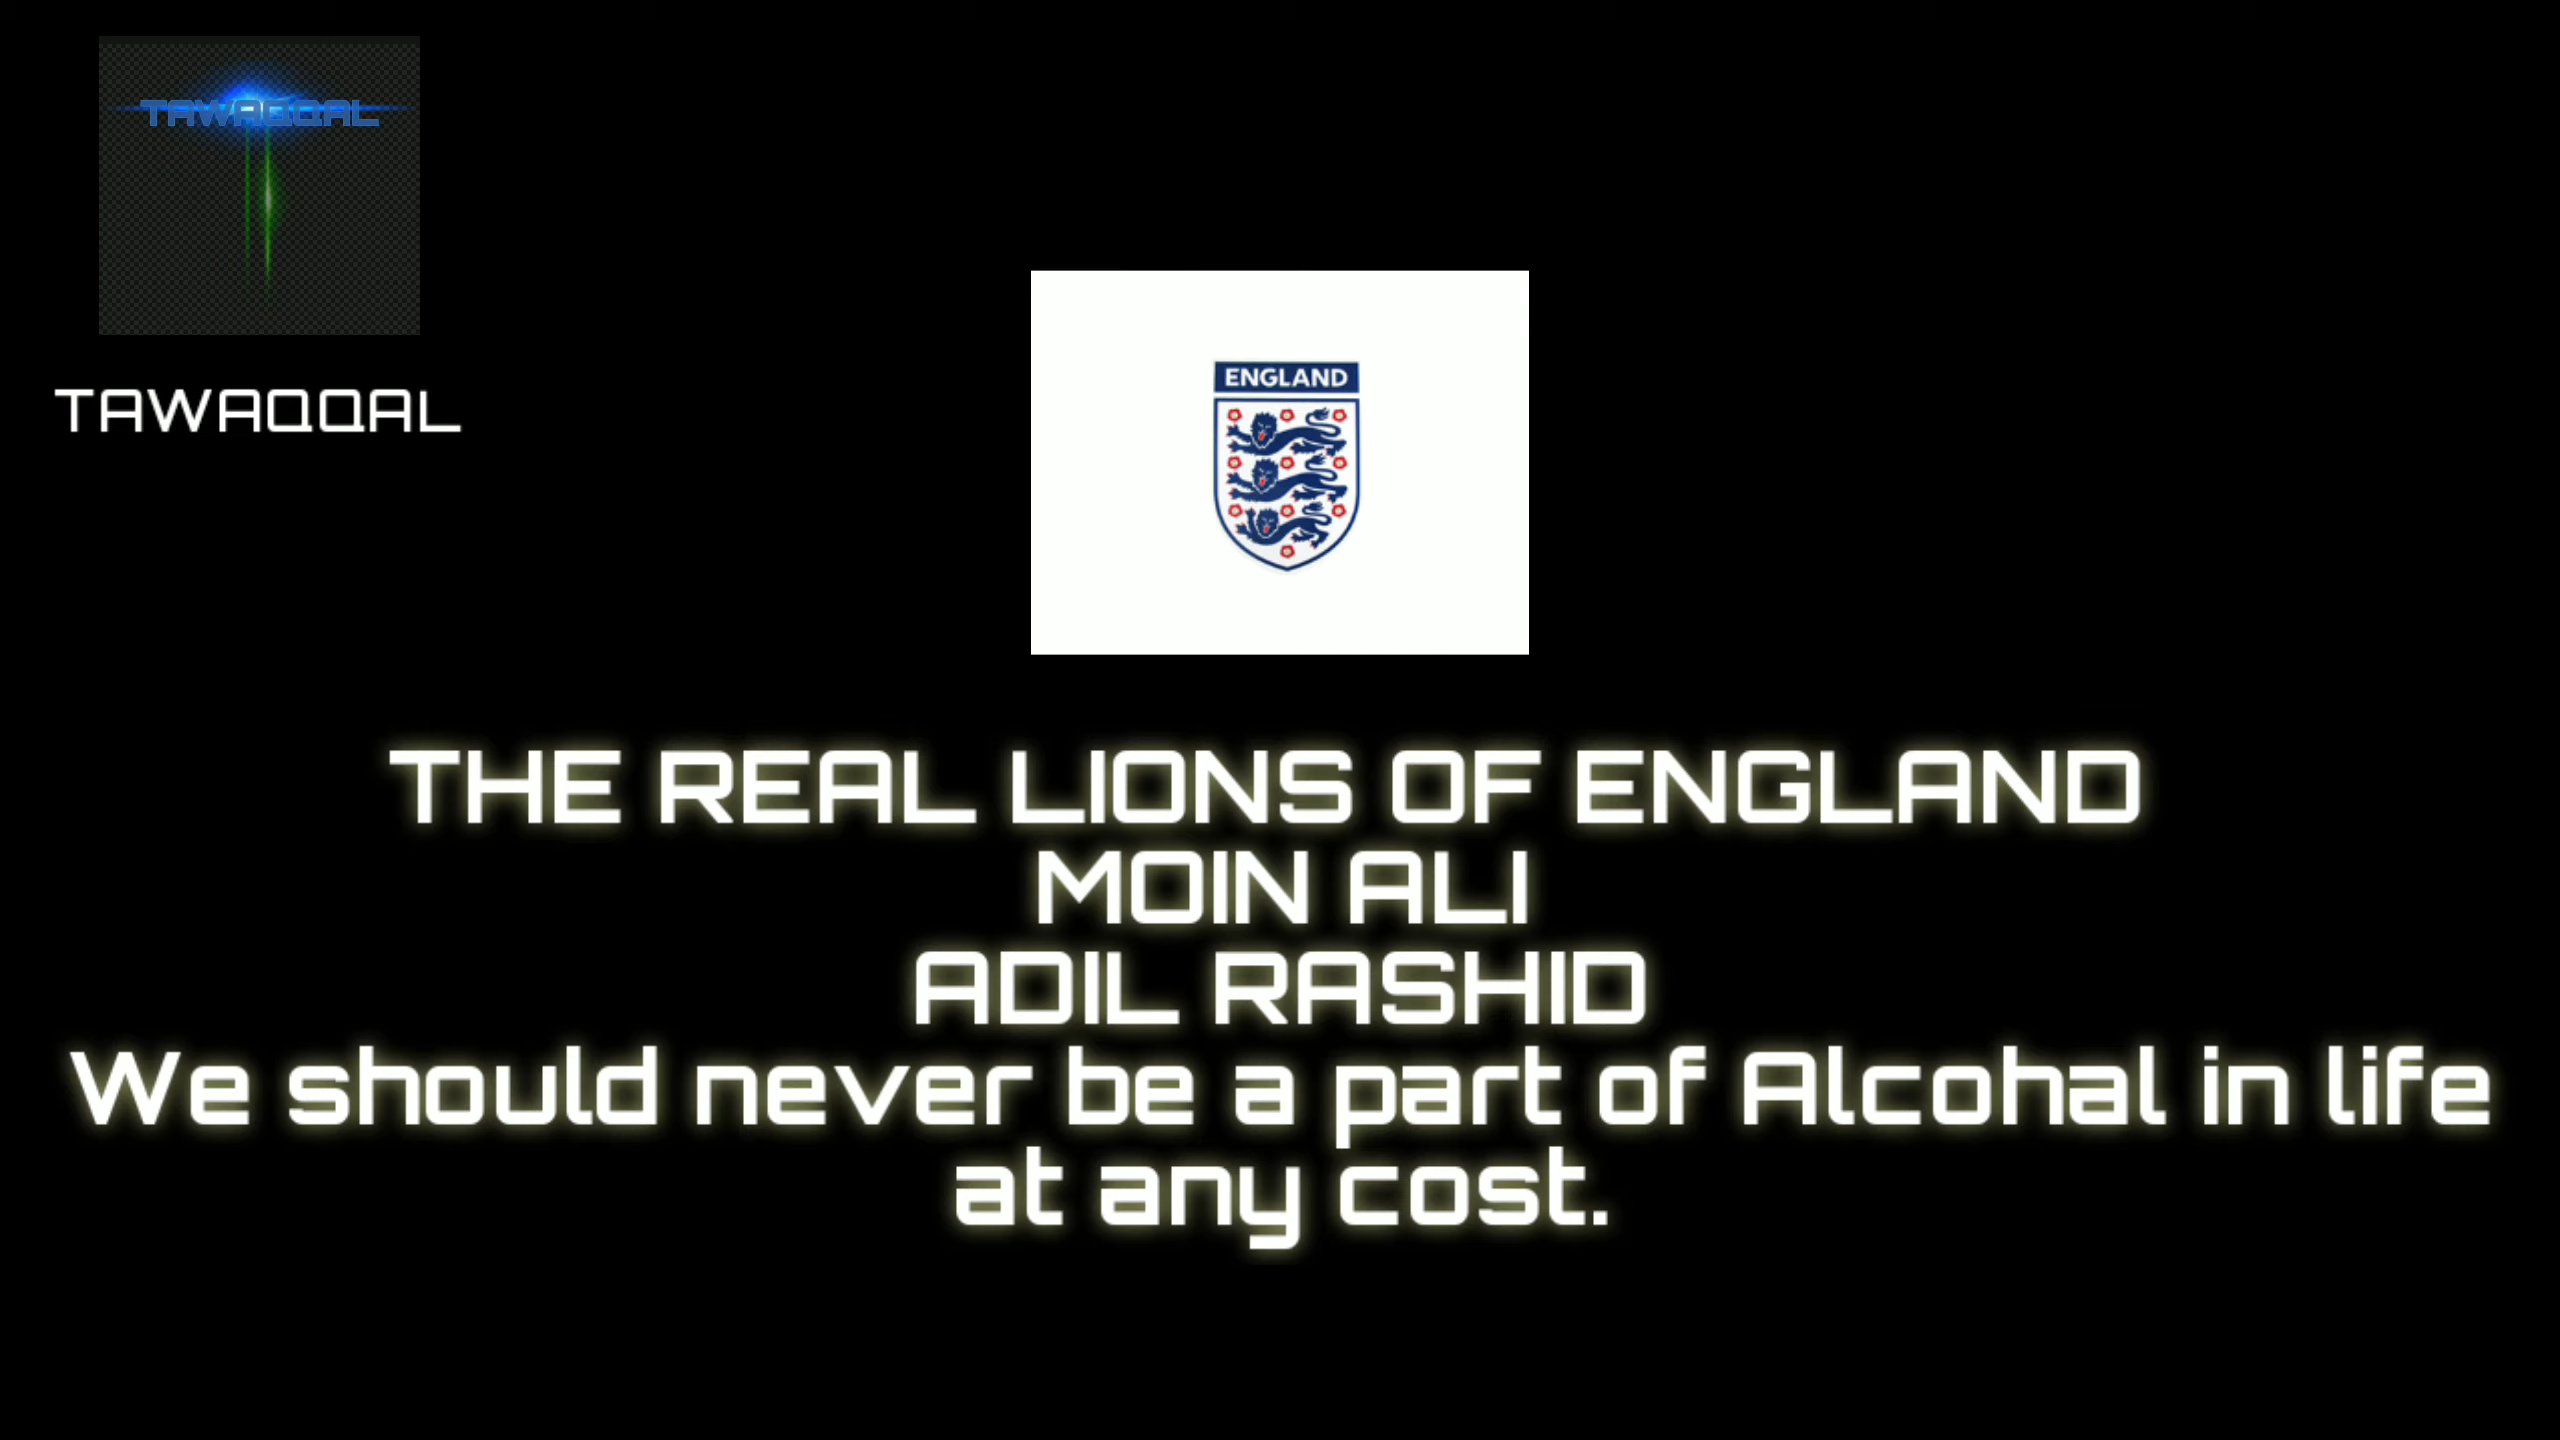 TAWAQQAL
TAWAQQAL
ENGLAND
THE REAL LIONS OF ENGLAND
MOIN ALI
ADIL RASHID
We should never be a part of Alcohal in life
at any cost.